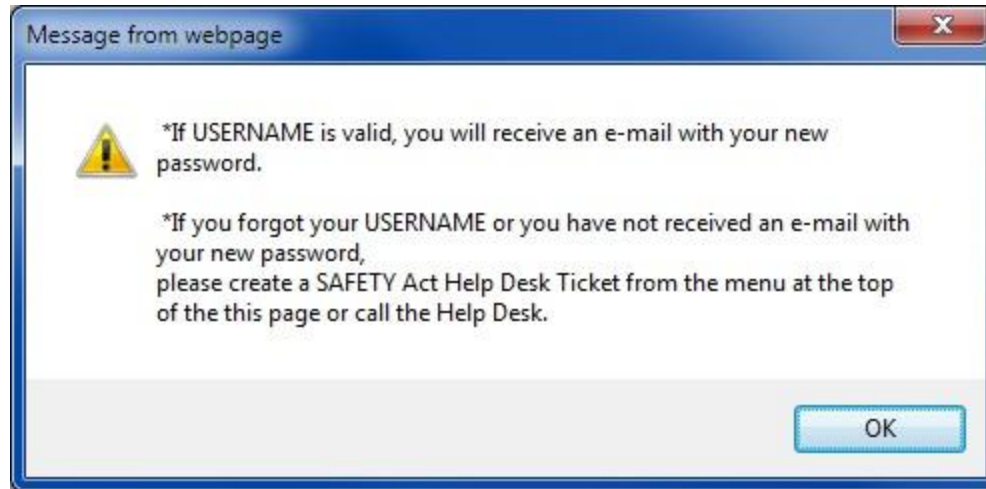 Message from webpage
*If USERNAME is valid, you will receive an e-mail with your new
password.
*If you forgot your USERNAME or you have not received an e-mail with
your new password,
please create a SAFETY Act Help Desk Ticket from the menu at the top
of the this page or call the Help Desk.
OK